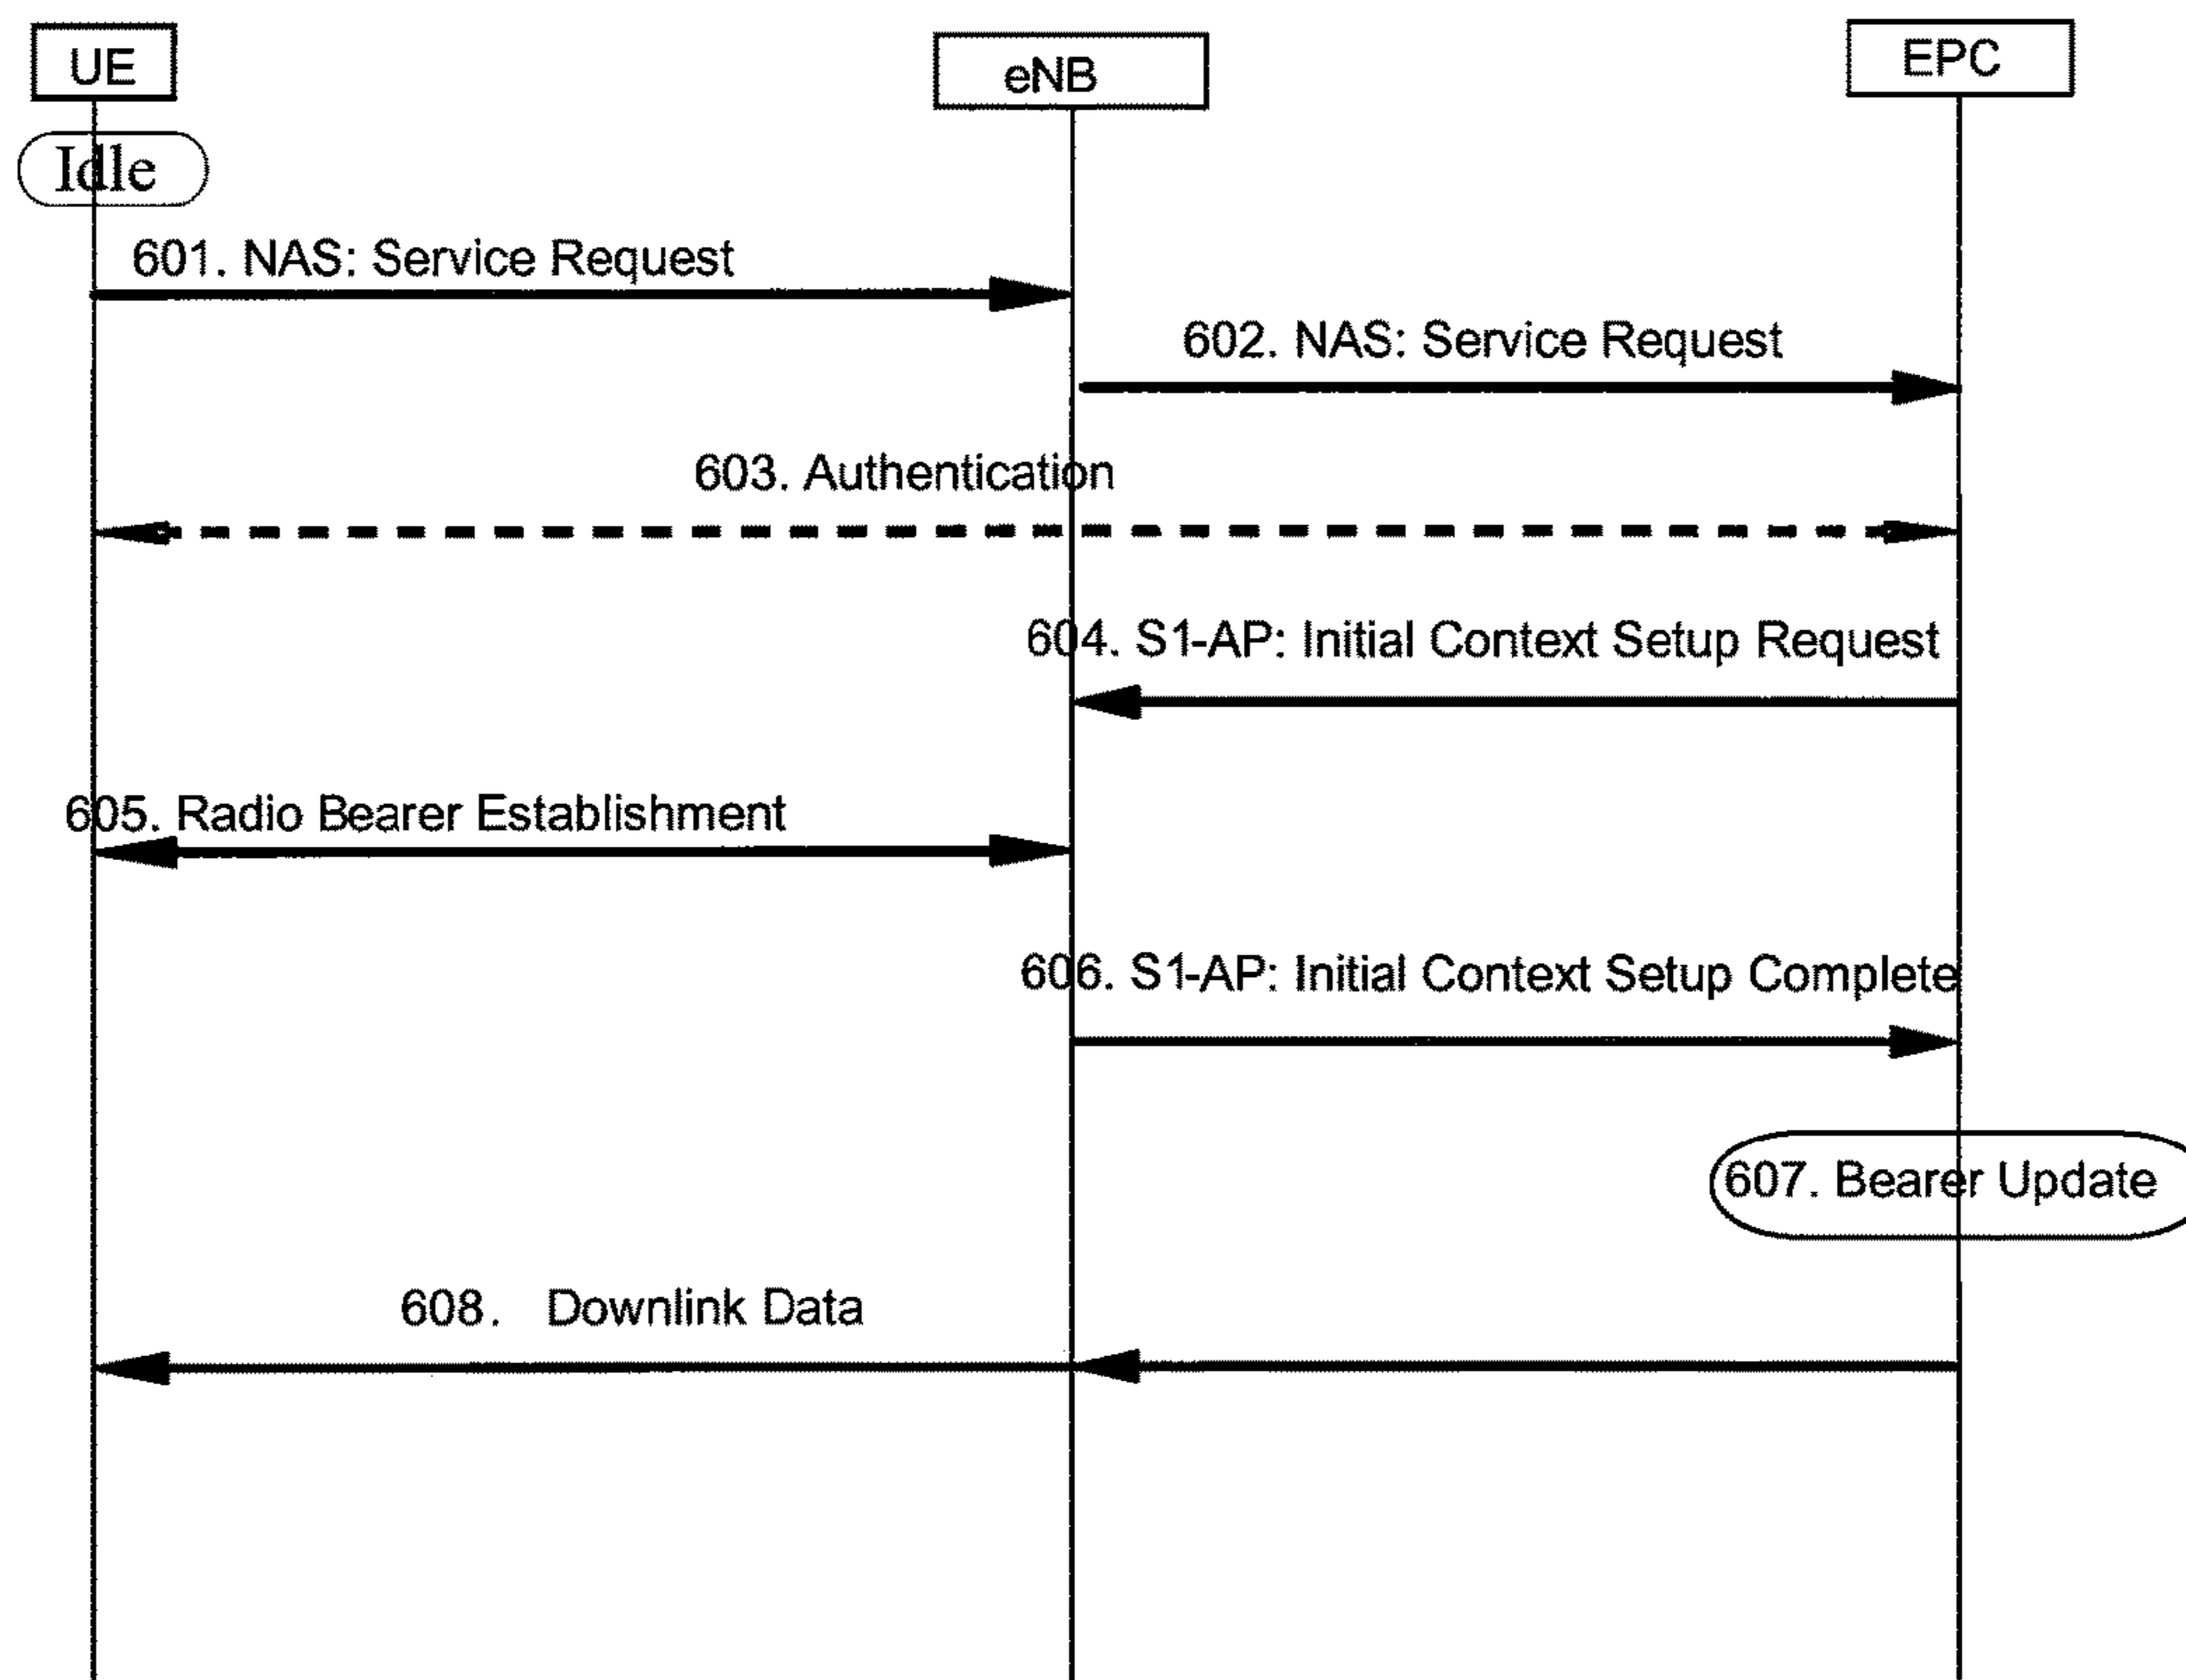 UE
eNB
EPC
Idle
601. NAS: Service Request
602. NAS: Service Request
603. Authentication
604. S1-AP: Initial Context Setup Request
605. Radio Bearer Establishment
606. S1-AP: Initial Context Setup Complete
607. Bearer Update
608. Downlink Data